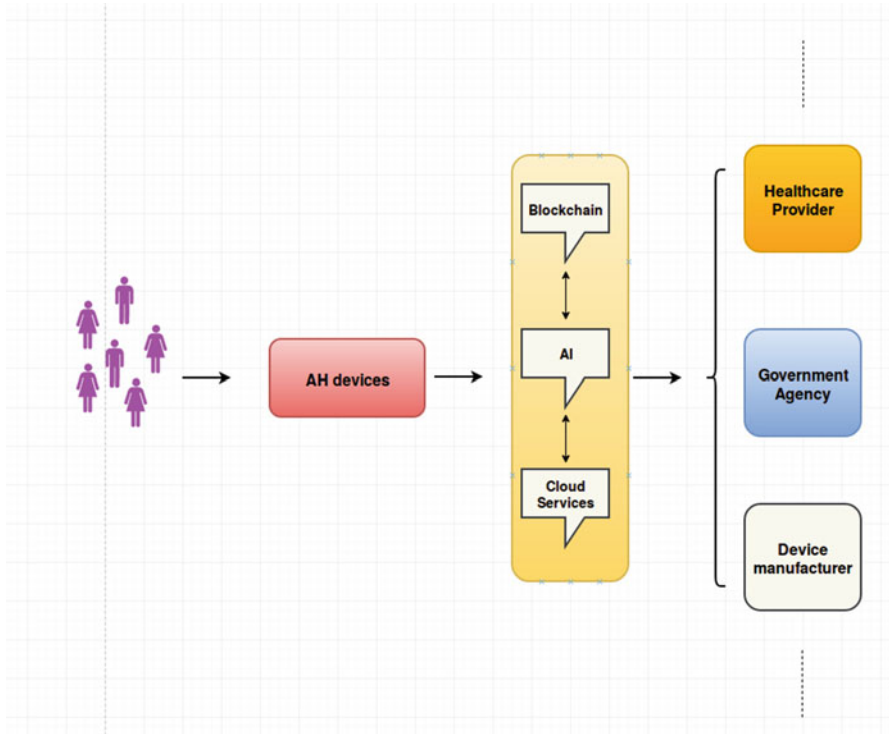 Blockchain
AI
Cloud
Services
AH devices
Healthcare
Provider
Government
Agency
Device
manufacturer